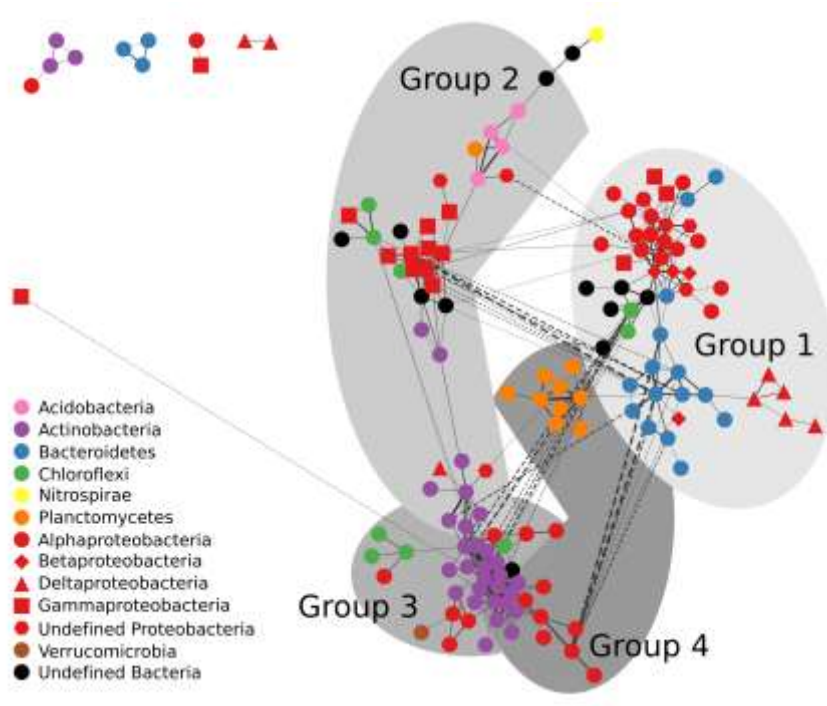 Group 2
Group 1
Acidobacteria
Actinobacteria
Bacteroidetes
Chloroflexi
Nitrospirae
Planctomycetes
Alphaproteobacteria
Betaproteobacteria
Deltaproteobacteria
Gammaproteobacteria
Undefined Proteobacteria
Verrucomicrobia
Undefined Bacteria
Group 3
Group 4